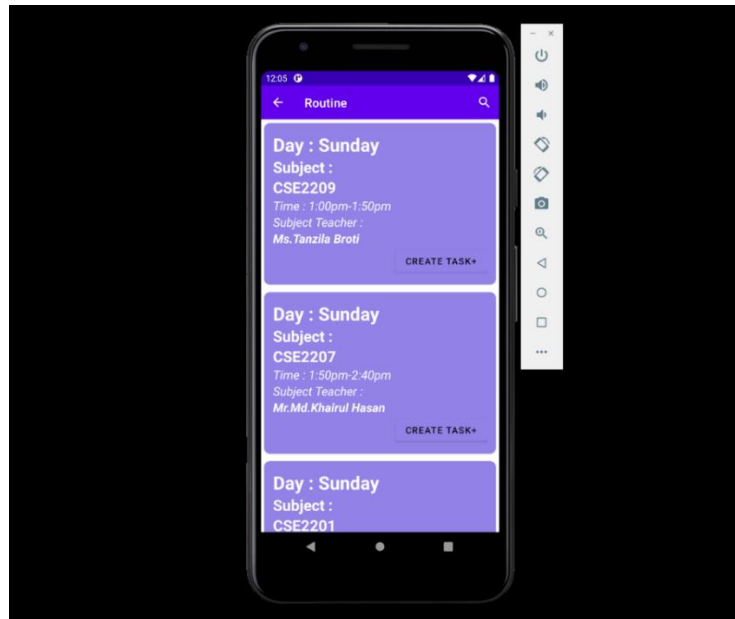 12:05
Routine
Day : Sunday
Subject :
CSE2209
Time : 1:00pm-1:50pm
Subject Teacher :
Ms.Tanzila Broti
CREATE TASK+
Day : Sunday
Subject :
CSE2207
Time : 1:50pm-2:40pm
Subject Teacher :
Mr.Md.Khairul Hasan
CREATE TASK+
Day : Sunday
Subject :
CSE2201